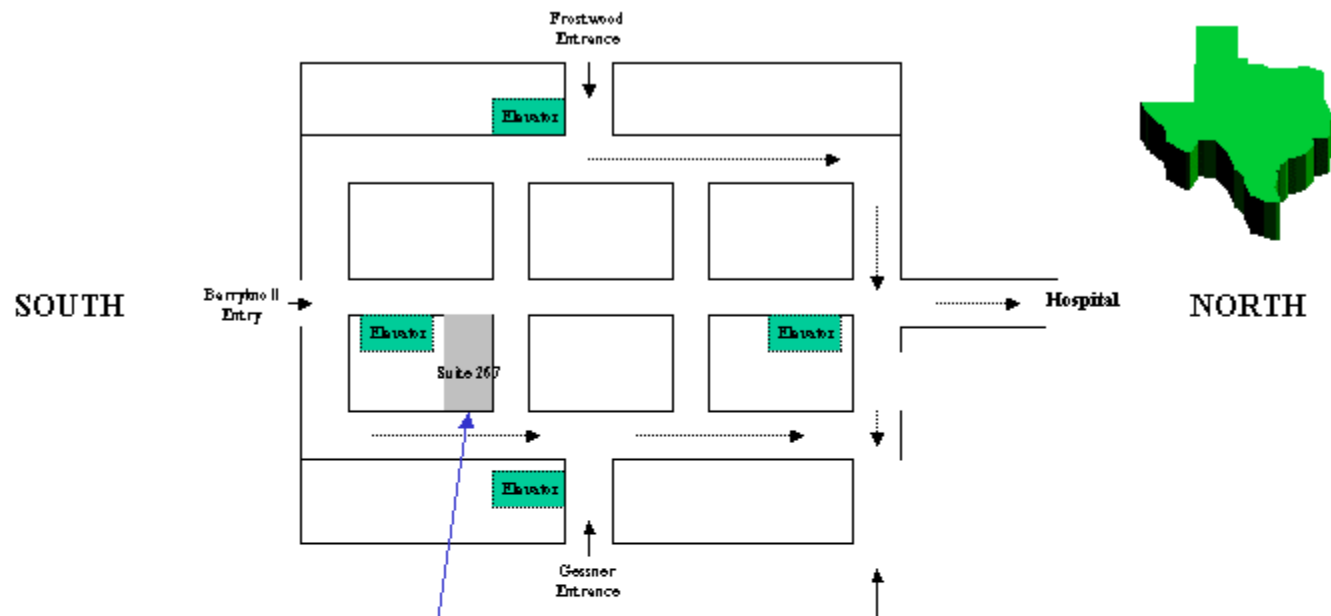 Frostwood
Entrance
Elevator
SOUTH
Berryknoll
Entry
Hospital
NORTH
Elevator
Elevator
Suite 267
Elevator
Gessner
Entrance